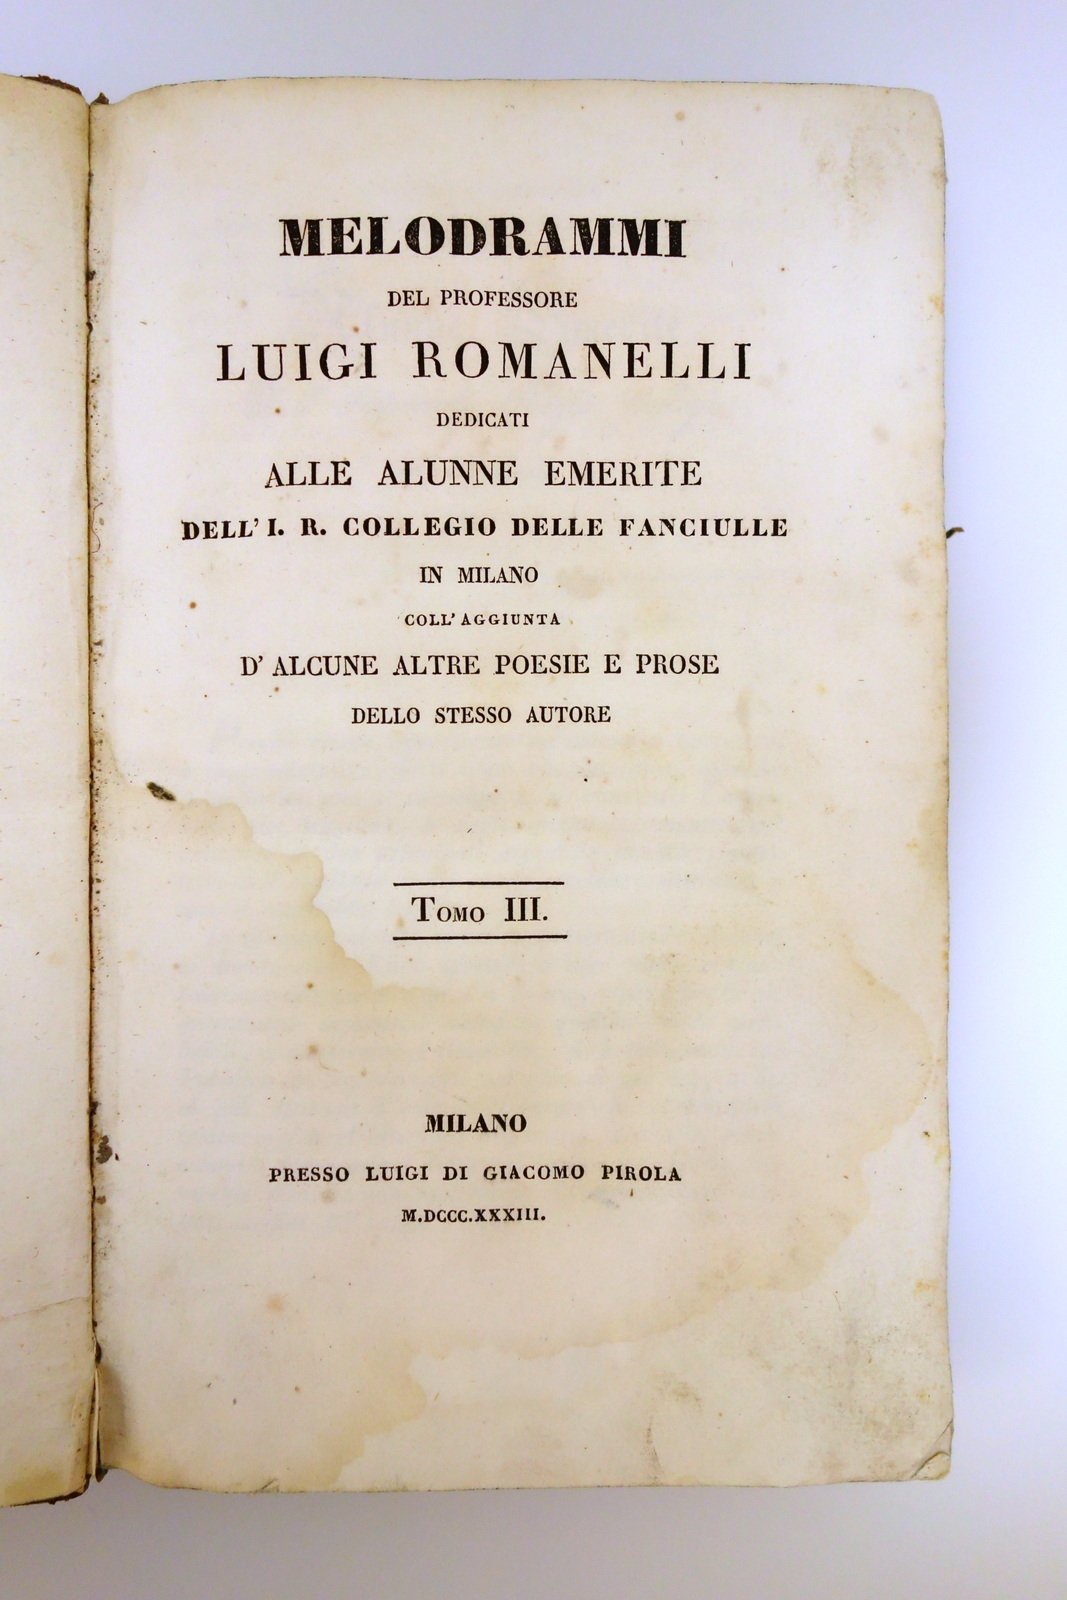 MELODRAMMI
DEL PROFESSORE
LUIGI ROMANELLI
DEDICATI
ALLE ALUNNE EMERITE
DELL' I. R. COLLEGIO DELLE FANCIULLE
IN MILANO
COLL' AGGIUNTA
D' ALCUNE ALTRE POESIE E PROSE
DELLO STESSO AUTORE
TOMO III.
MILANO
PRESSO LUIGI DI GIACOMO PIROLA
M.DCCC.XXXIII.